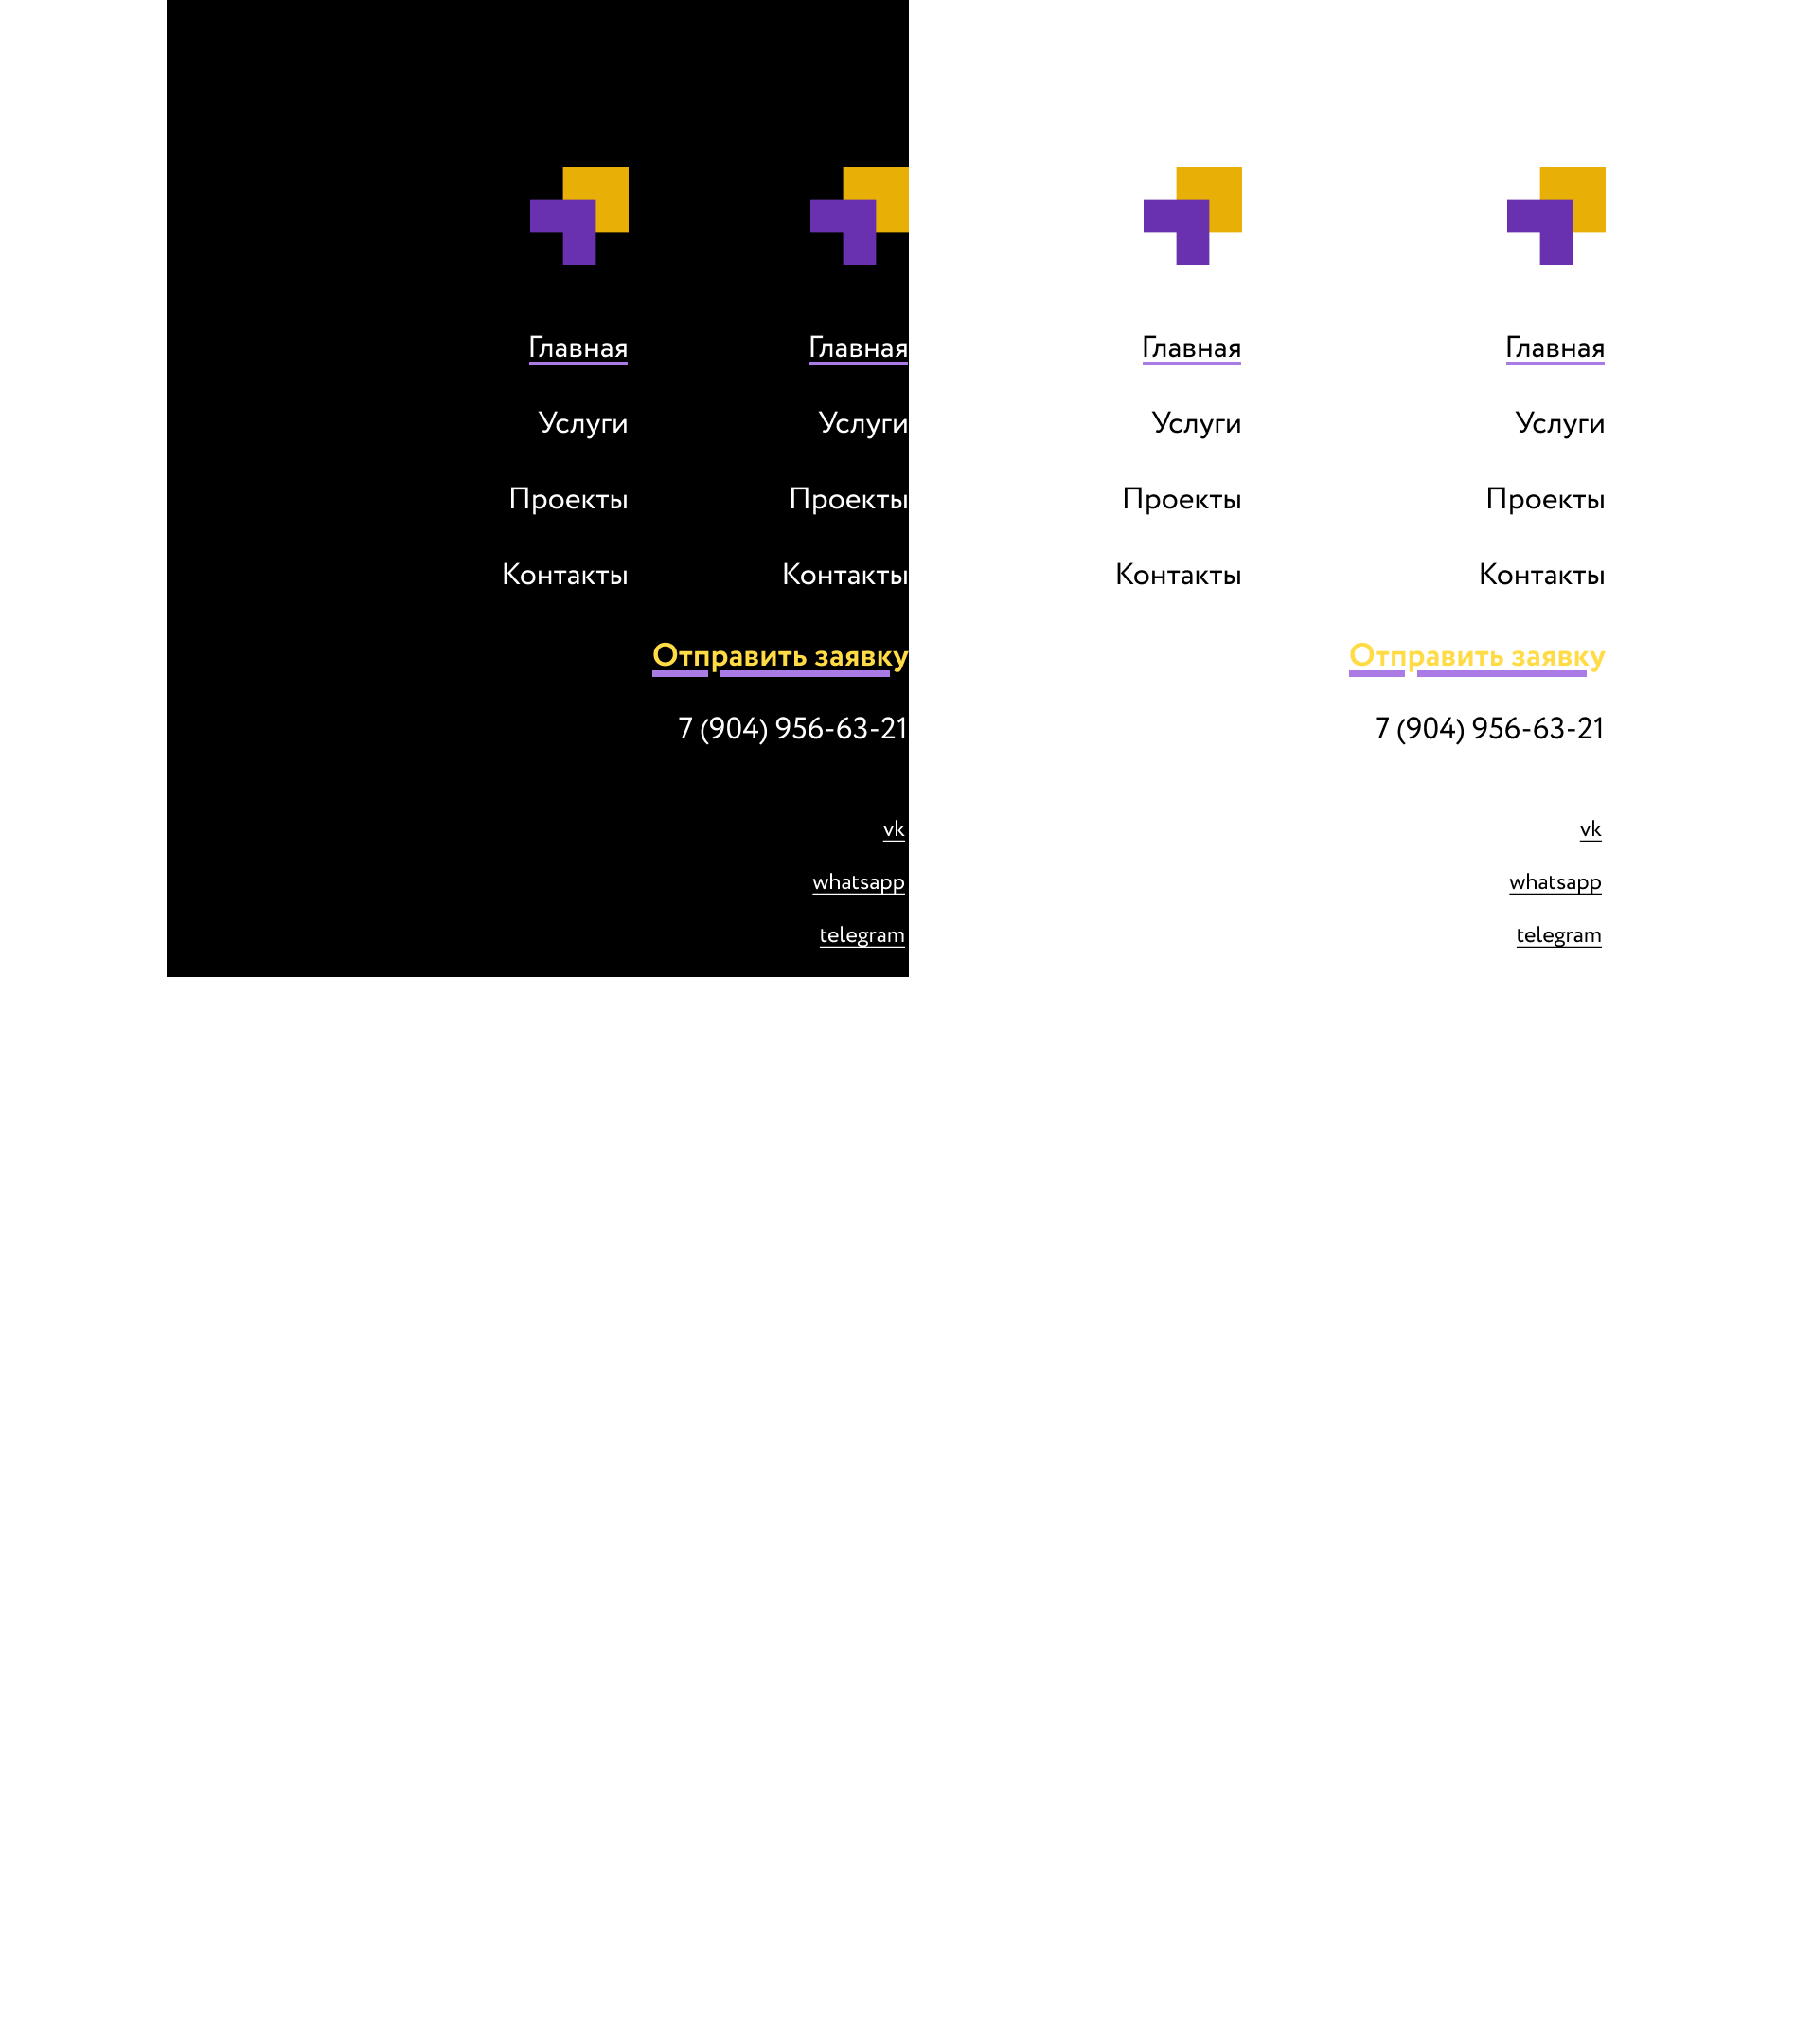 Главная
Услуги
Проекты
Контакты
Главная
Услуги
Проекты
Контакты
Отправить заявку
7 (904) 956-63-21
vk
whatsapp
telegram
Главная
Услуги
Проекты
Контакты
Главная
Услуги
Проекты
Контакты
Отправить заявку
7 (904) 956-63-21
vk
whatsapp
telegram